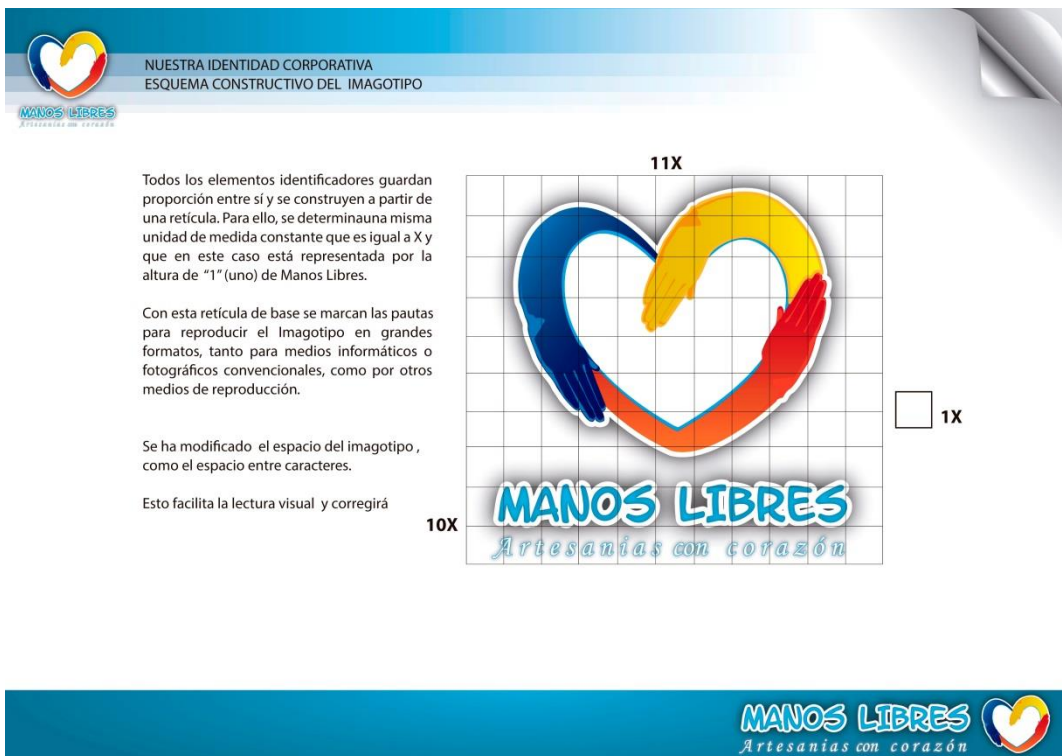 NUESTRA IDENTIDAD CORPORATIVA
ESQUEMA CONSTRUCTIVO DEL IMAGOTIPO
MANOS LIBRES
Artesanias con corazón
Todos los elementos identificadores guardan
proporción entre sí y se construyen a partir de
una retícula. Para ello, se determinauna misma
unidad de medida constante que es igual a X y
que en este caso está representada por la
altura de "1" (uno) de Manos Libres.
Con esta retícula de base se marcan las pautas
para reproducir el Imagotipo en grandes
formatos, tanto para medios informáticos o
fotográficos convencionales, como por otros
medios de reproducción.
Se ha modificado el espacio del imagotipo ,
como el espacio entre caracteres.
Esto facilita la lectura visual y corregirá
11X
1X
10X
MANOS LIBRES
Artesanias con corazón
MANOS LIBRES
Artesanias con corazón